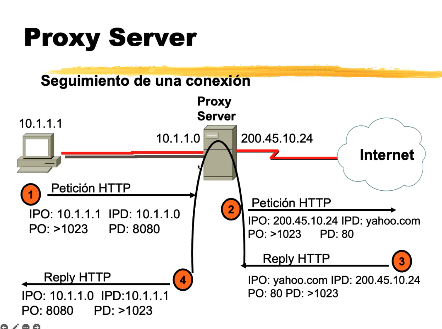 Proxy Server
Seguimiento de una conexión
Proxy
Server
10.1.1.1
10.1.1.0
200.45.10.24
Internet
1
Petición HTTP
IPO: 10.1.1.1 IPD: 10.1.1.0
PO: >1023 PD: 8080
2
Petición HTTP
IPO: 200.45.10.24 IPD: yahoo.com
PO: >1023 PD: 80
Reply HTTP
3
IPO: yahoo.com IPD: 200.45.10.24
PO: 80 PD: >1023
Reply HTTP
4
IPO: 10.1.1.0 IPD:10.1.1.1
PO: 8080 PD: >1023